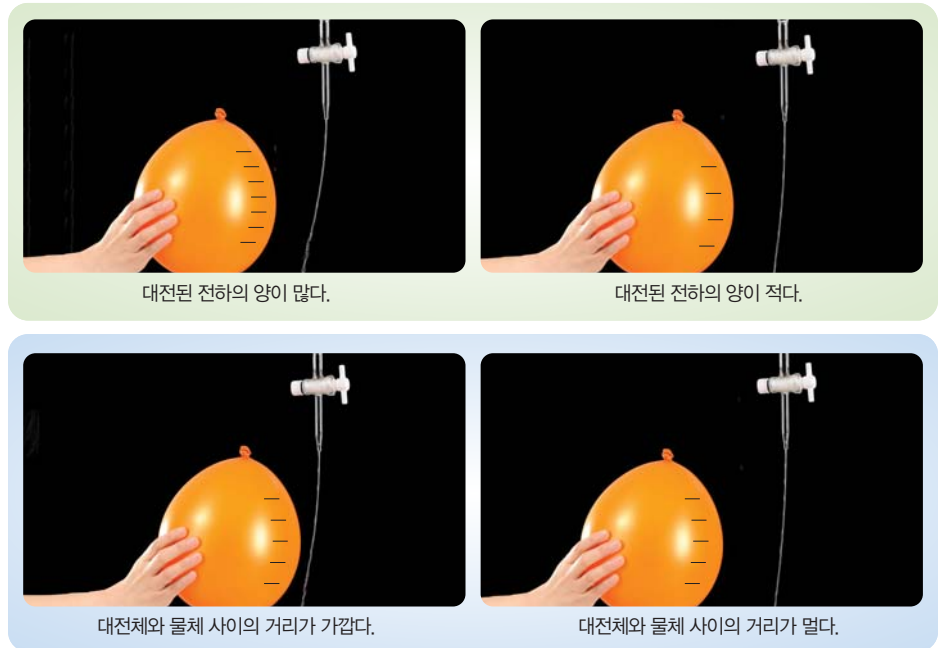 대전된 전하의 양이 많다.
대전된 전하의 양이 적다.
대전체와 물체 사이의 거리가 가깝다.
대전체와 물체 사이의 거리가 멀다.